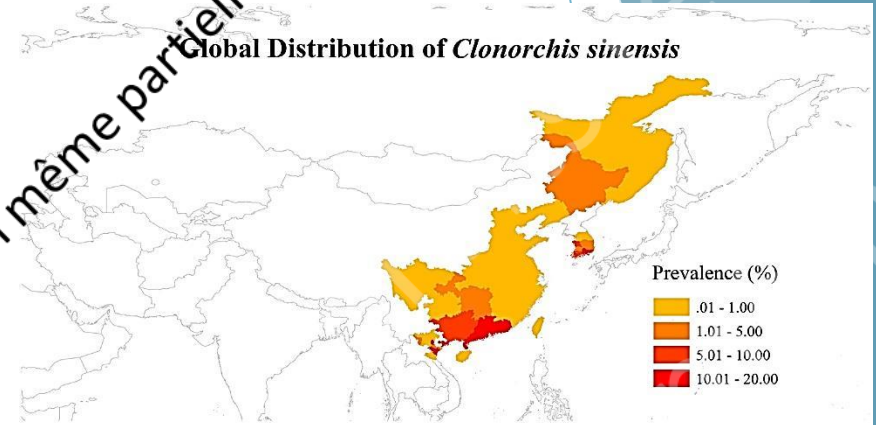 Global Distribution of Clonorchis sinensis
même partiel
Prevalence (%)
.01 - 1.00
1.01 - 5.00
5.01 - 10.00
10.01 - 20.00